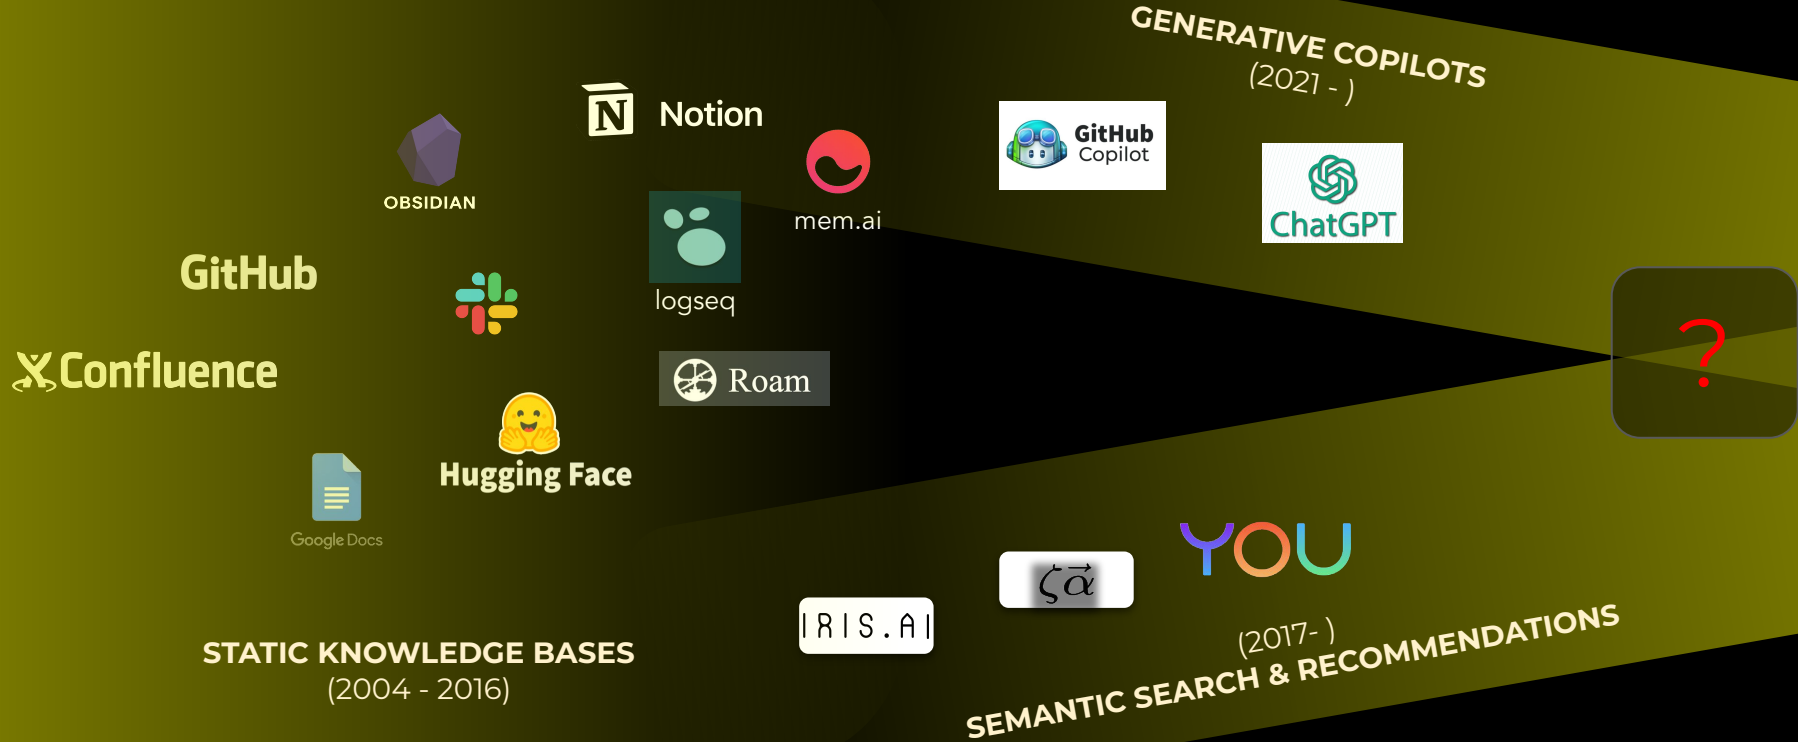 GENERATIVE COPILOTS
(2021 - )
N Notion
OBSIDIAN
mem.ai
GitHub
Copilot
ChatGPT
GitHub
logseq
?
Confluence
Roam
Hugging Face
Google Docs
YOU
ζα⃗
IRIS.AI
STATIC KNOWLEDGE BASES
(2004 - 2016)
(2017- )
SEMANTIC SEARCH & RECOMMENDATIONS